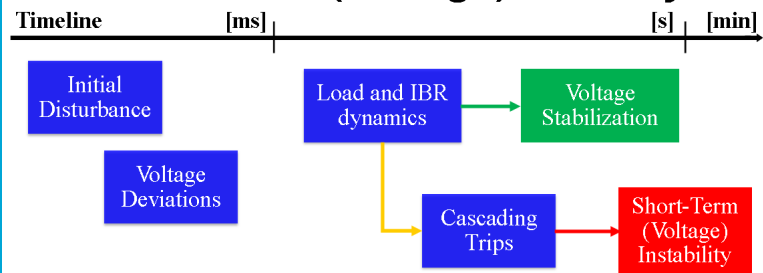 Timeline [ms] [s] [min]
Initial
Disturbance
Voltage
Deviations
Load and IBR
dynamics
Voltage
Stabilization
Cascading
Trips
Short-Term
(Voltage)
Instability